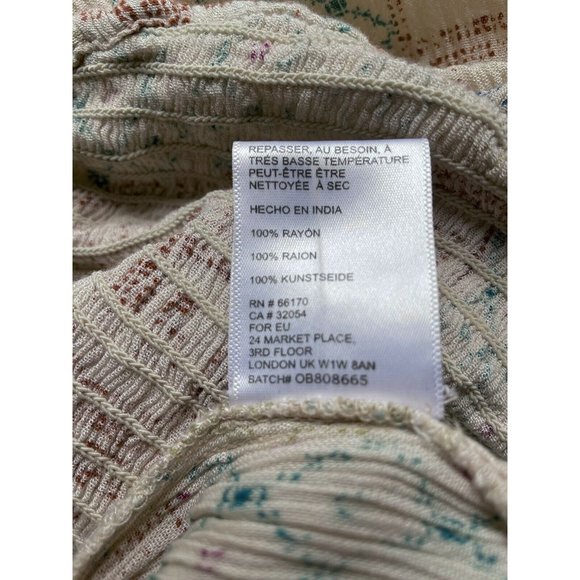 REPASSER, AU BESOIN, À
TRÉS BASSE TEMPÉRATURE
PEUT-ÊTRE ÊTRE
NETTOYÉE À SEC
HECHO EN INDIA
100% RAYÓN
100% RAION
100% KUNSTSEIDE
RN # 66170
CA # 32054
FOR EU
24 MARKET PLACE,
3RD FLOOR
LONDON UK W1W 8AN
BATCH# OB808665